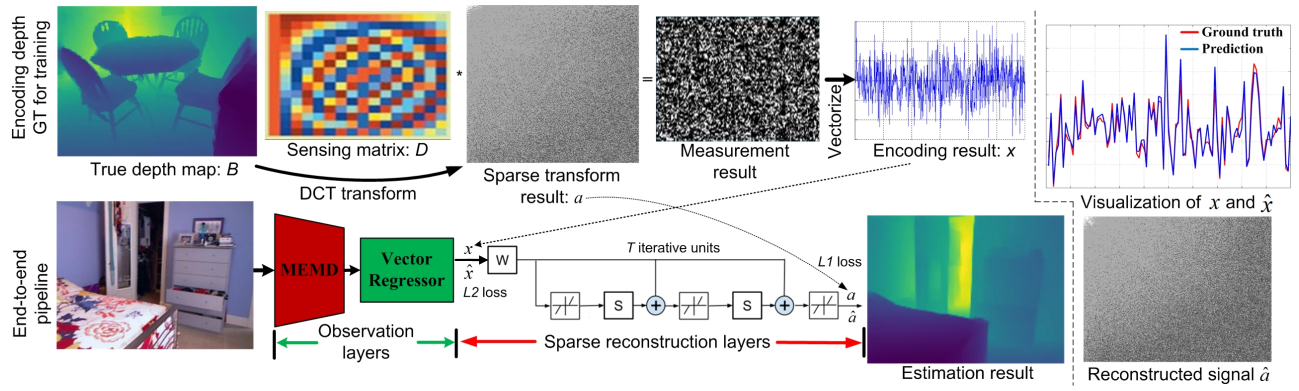 Encoding depth
GT for training
True depth map: B
Sensing matrix: D
*
DCT transform
Sparse transform
result: a
=
Measurement
result
Vectorize
Encoding result: x
Ground truth
Prediction
Visualization of x and x̂
End-to-end
pipeline
MEMD
Vector
Regressor
x
x̂
L2 loss
W
T iterative units
S
+
S
+
L1 loss
a
â
Observation
layers
Sparse reconstruction layers
Estimation result
Reconstructed signal â